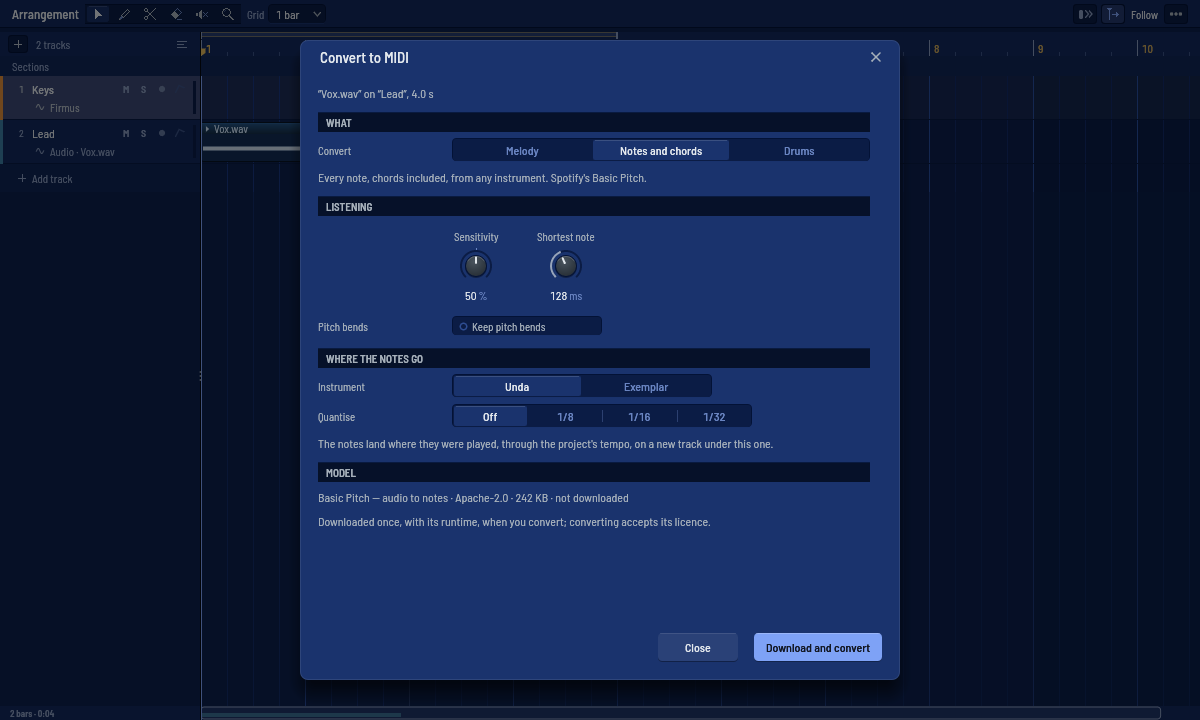 Arrangement Grid 1 bar Follow
2 tracks
Sections
1 8 9 10
1 Keys M S
Firmus
2 Lead M S
Audio · Vox.wav
Vox.wav
Add track
Convert to MIDI
"Vox.wav" on "Lead", 4.0 s
WHAT
Convert Melody Notes and chords Drums
Every note, chords included, from any instrument. Spotify's Basic Pitch.
LISTENING
Sensitivity Shortest note
50 % 128 ms
Pitch bends Keep pitch bends
WHERE THE NOTES GO
Instrument Unda Exemplar
Quantise Off 1/8 1/16 1/32
The notes land where they were played, through the project's tempo, on a new track under this one.
MODEL
Basic Pitch — audio to notes · Apache-2.0 · 242 KB · not downloaded
Downloaded once, with its runtime, when you convert; converting accepts its licence.
Close Download and convert
2 bars · 0:04